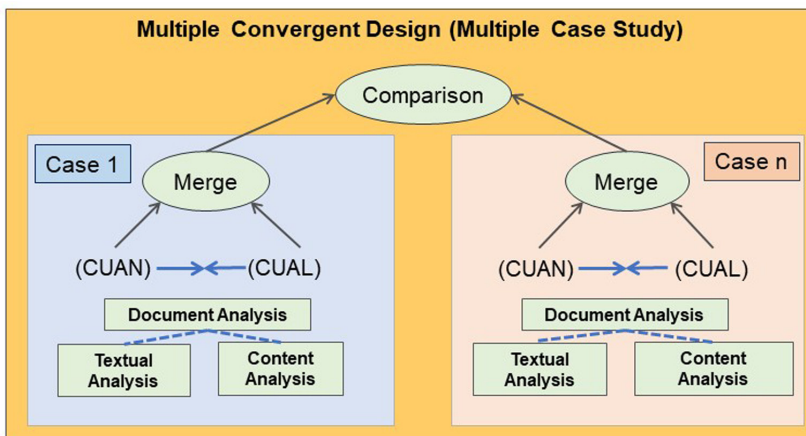 Multiple Convergent Design (Multiple Case Study)
Comparison
Case 1
Merge
(CUAN) (CUAL)
Document Analysis
Textual
Analysis
Content
Analysis
Case n
Merge
(CUAN) (CUAL)
Document Analysis
Textual
Analysis
Content
Analysis